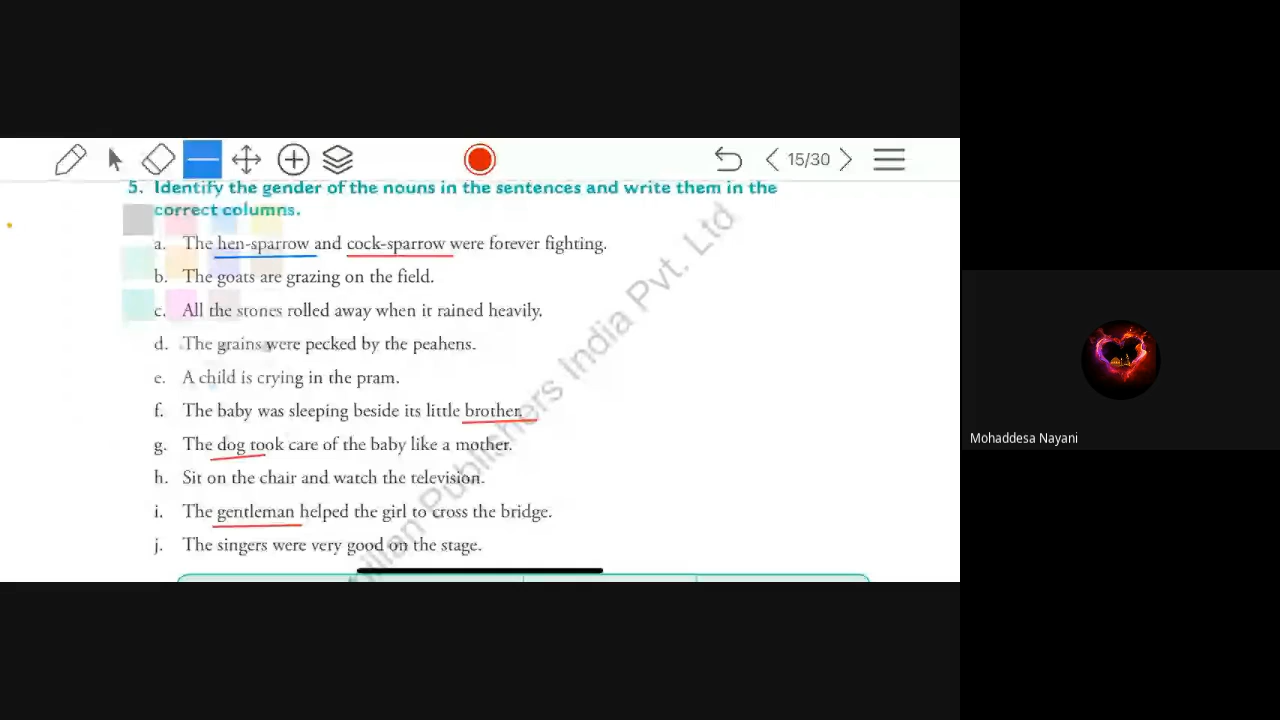 15/30
5. Identify the gender of the nouns in the sentences and write them in the
correct columns.
a. The hen-sparrow and cock-sparrow were forever fighting.
b. The goats are grazing on the field.
c. All the stones rolled away when it rained heavily.
d. The grains were pecked by the peahens.
e. A child is crying in the pram.
f. The baby was sleeping beside its little brother.
g. The dog took care of the baby like a mother.
h. Sit on the chair and watch the television.
i. The gentleman helped the girl to cross the bridge.
j. The singers were very good on the stage.
millan Publishers India Pvt. Ltd
Mohaddesa Nayani